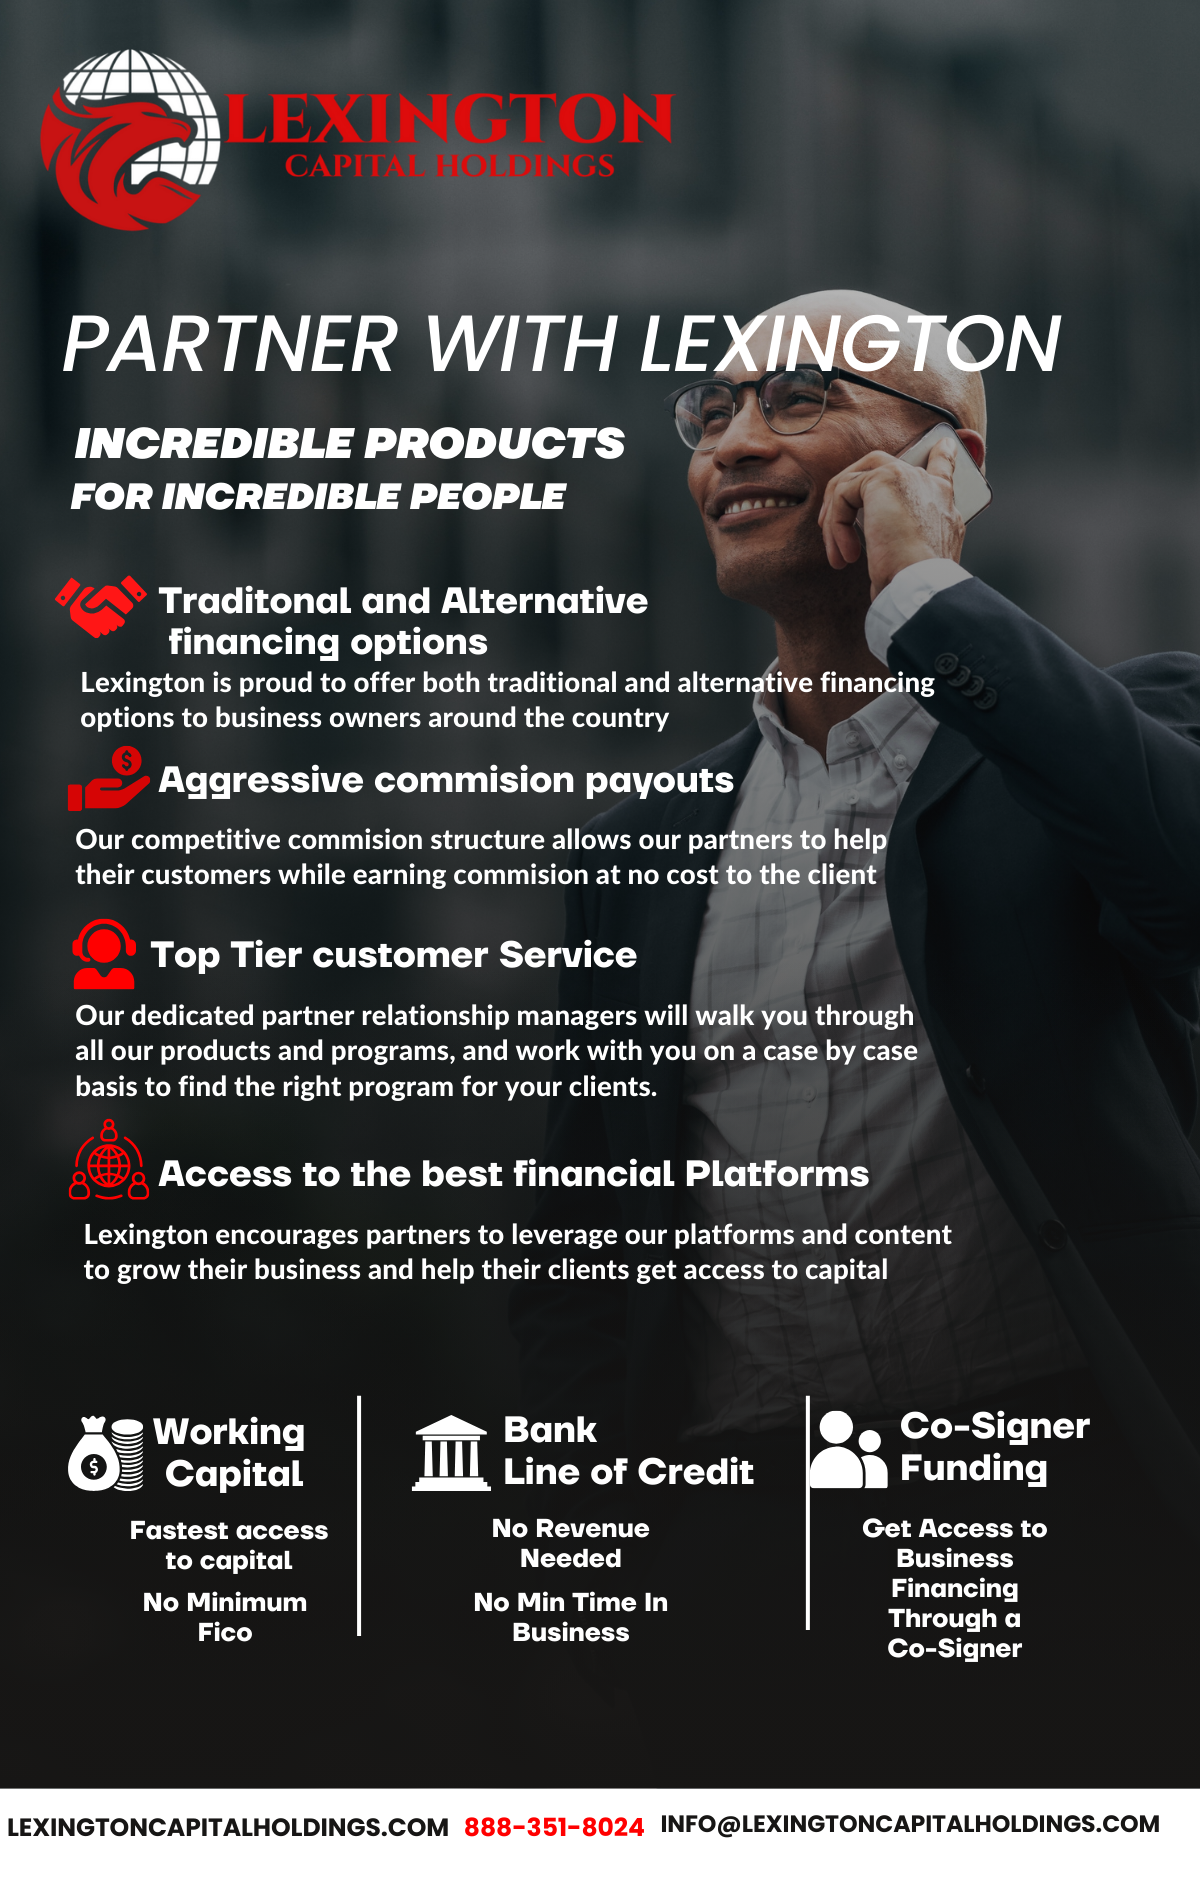 LEXINGTON
CAPITAL HOLDINGS
PARTNER WITH LEXINGTON
INCREDIBLE PRODUCTS
FOR INCREDIBLE PEOPLE
Traditonal and Alternative
financing options
Lexington is proud to offer both traditional and alternative financing
options to business owners around the country
$
Aggressive commision payouts
Our competitive commision structure allows our partners to help
their customers while earning commision at no cost to the client
Top Tier customer Service
Our dedicated partner relationship managers will walk you through
all our products and programs, and work with you on a case by case
basis to find the right program for your clients.
Access to the best financial Platforms
Lexington encourages partners to leverage our platforms and content
to grow their business and help their clients get access to capital
$
Working
Capital
Fastest access
to capital
No Minimum
Fico
Bank
Line of Credit
No Revenue
Needed
No Min Time In
Business
Co-Signer
Funding
Get Access to
Business
Financing
Through a
Co-Signer
LEXINGTONCAPITALHOLDINGS.COM 888-351-8024 INFO@LEXINGTONCAPITALHOLDINGS.COM